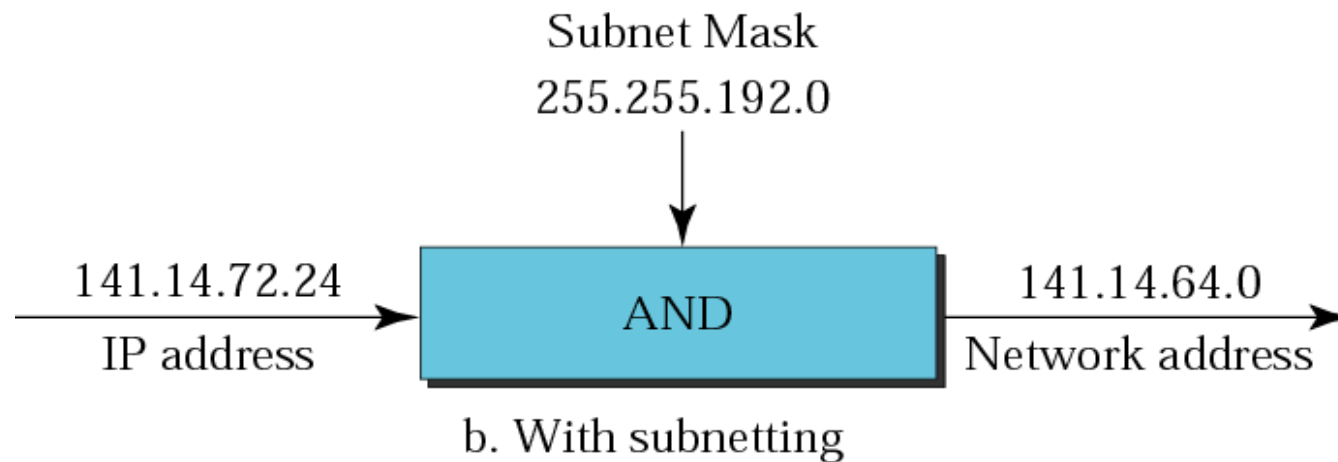 Subnet Mask
255.255.192.0
141.14.72.24
IP address
AND
141.14.64.0
Network address
b. With subnetting